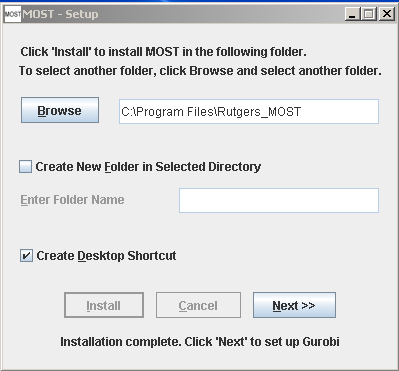 MOST MOST - Setup
Click 'Install' to install MOST in the following folder.
To select another folder, click Browse and select another folder.
Browse C:\Program Files\Rutgers_MOST
Create New Folder in Selected Directory
Enter Folder Name
Create Desktop Shortcut
Install Cancel Next >>
Installation complete. Click 'Next' to set up Gurobi